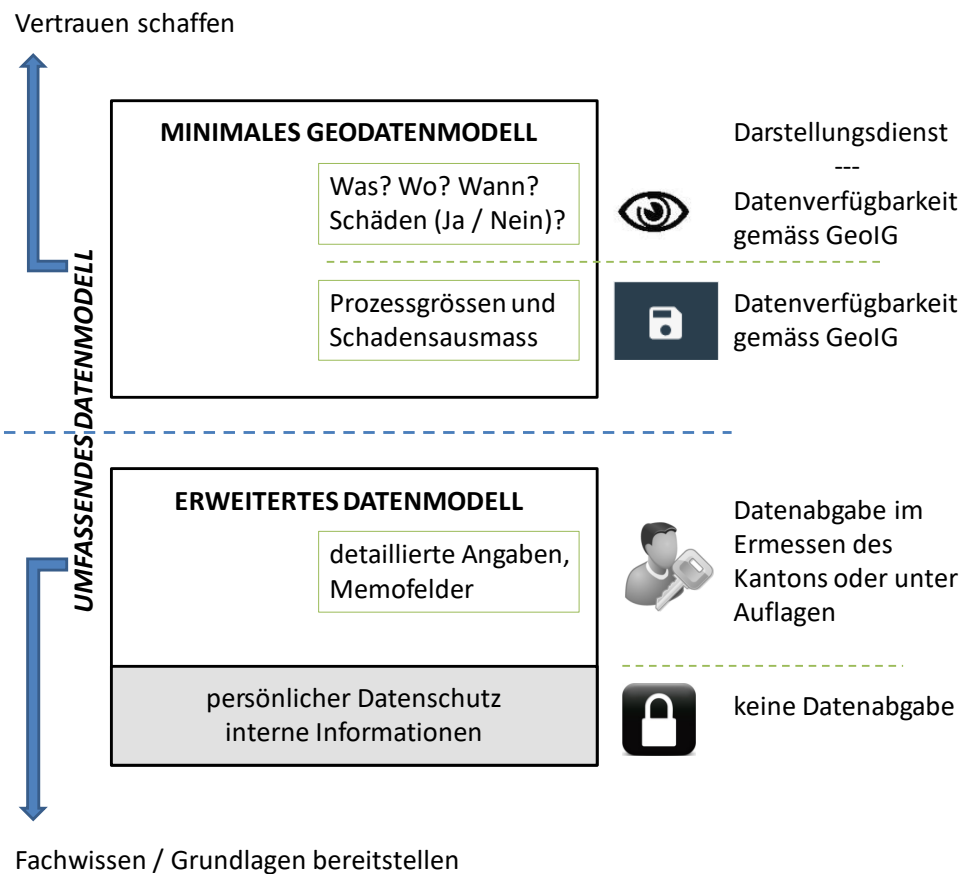 Vertrauen schaffen
MINIMALES GEODATENMODELL
Was? Wo? Wann?
Schäden (Ja / Nein)?
Darstellungsdienst
---
Datenverfügbarkeit
gemäss GeoIG
Prozessgrössen und
Schadensausmass
Datenverfügbarkeit
gemäss GeoIG
UMFASSENDES DATENMODELL
ERWEITERTES DATENMODELL
detaillierte Angaben,
Memofelder
Datenabgabe im
Ermessen des
Kantons oder unter
Auflagen
persönlicher Datenschutz
interne Informationen
keine Datenabgabe
Fachwissen / Grundlagen bereitstellen